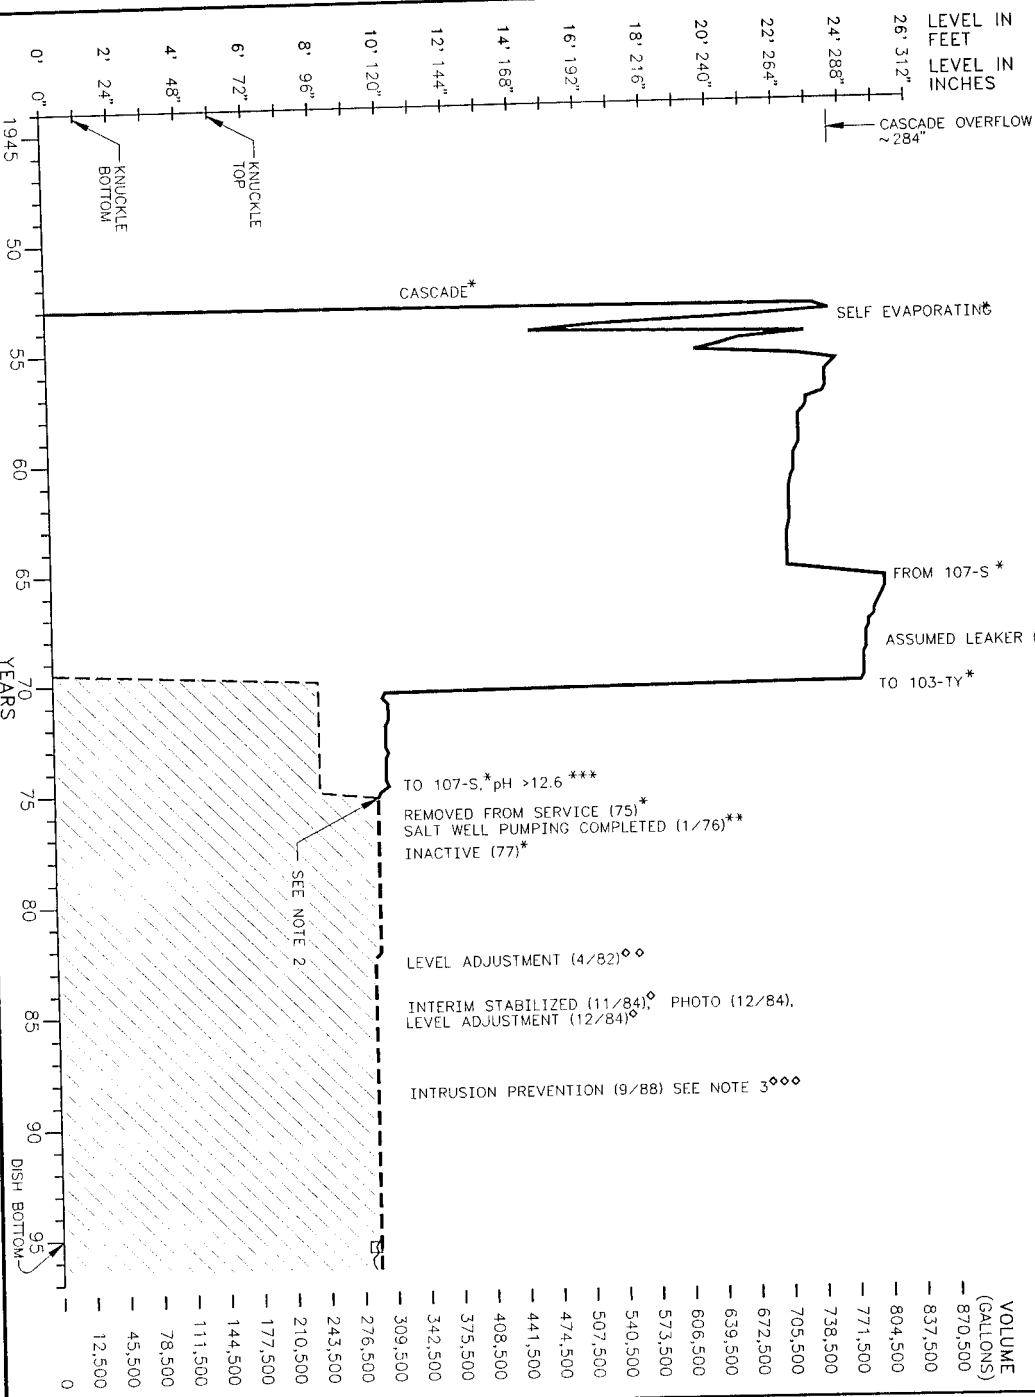 LEVEL IN
FEET
LEVEL IN
INCHES
26' 312"
24' 288"
22' 264"
20' 240"
18' 216"
16' 192"
14' 168"
12' 144"
10' 120"
8' 96"
6' 72"
4' 48"
2' 24"
0' 0"
CASCADE OVERFLOW
~284"
KNUCKLE
TOP
KNUCKLE
BOTTOM
1945
50
55
60
65
70
75
80
85
90
95
YEARS
CASCADE*
SELF EVAPORATING*
FROM 107-S *
ASSUMED LEAKER (
TO 103-TY*
TO 107-S,* pH >12.6 ***
REMOVED FROM SERVICE (75)*
SALT WELL PUMPING COMPLETED (1/76)**
INACTIVE (77)*
SEE NOTE 2
LEVEL ADJUSTMENT (4/82)◇◇
INTERIM STABILIZED (11/84),◇ PHOTO (12/84),
LEVEL ADJUSTMENT (12/84)◇
INTRUSION PREVENTION (9/88) SEE NOTE 3◇◇◇
DISH BOTTOM
VOLUME
(GALLONS)
870,500
837,500
804,500
771,500
738,500
705,500
672,500
639,500
606,500
573,500
540,500
507,500
474,500
441,500
408,500
375,500
342,500
309,500
276,500
243,500
210,500
177,500
144,500
111,500
78,500
45,500
12,500
0